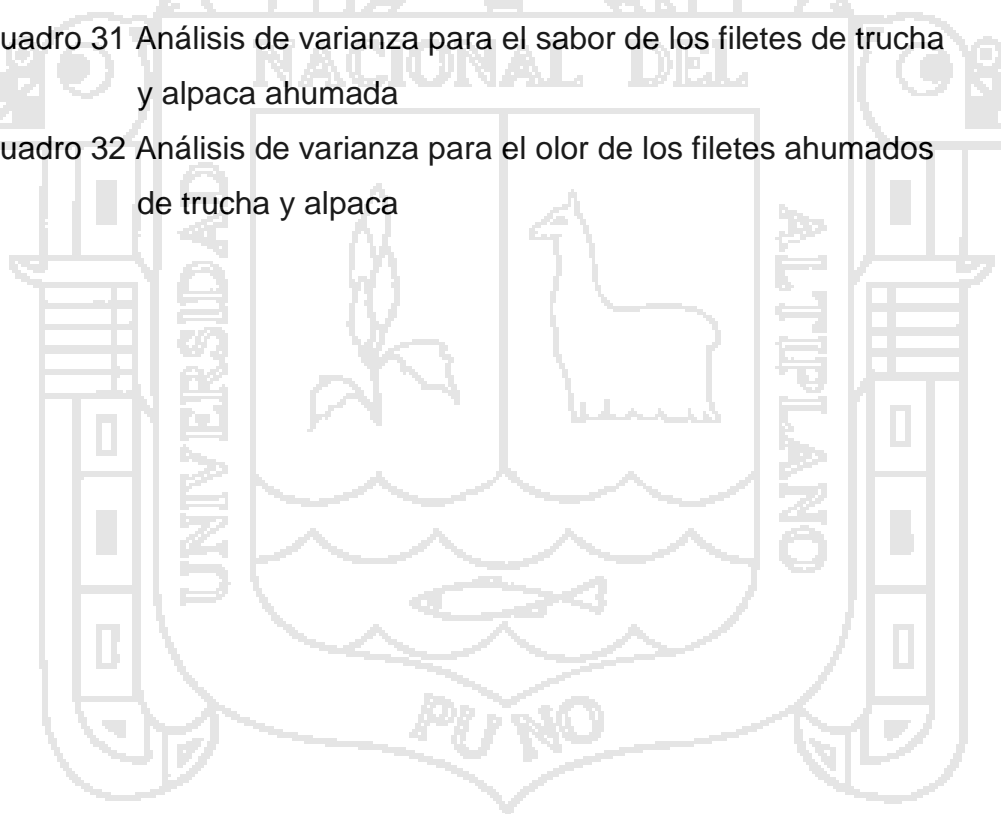 uadro 31 Análisis de varianza para el sabor de los filetes de trucha
y alpaca ahumada
uadro 32 Análisis de varianza para el olor de los filetes ahumados
de trucha y alpaca
NACIONAL DEL
UNIVERSIDAD
ALTIPLANO
PUNO